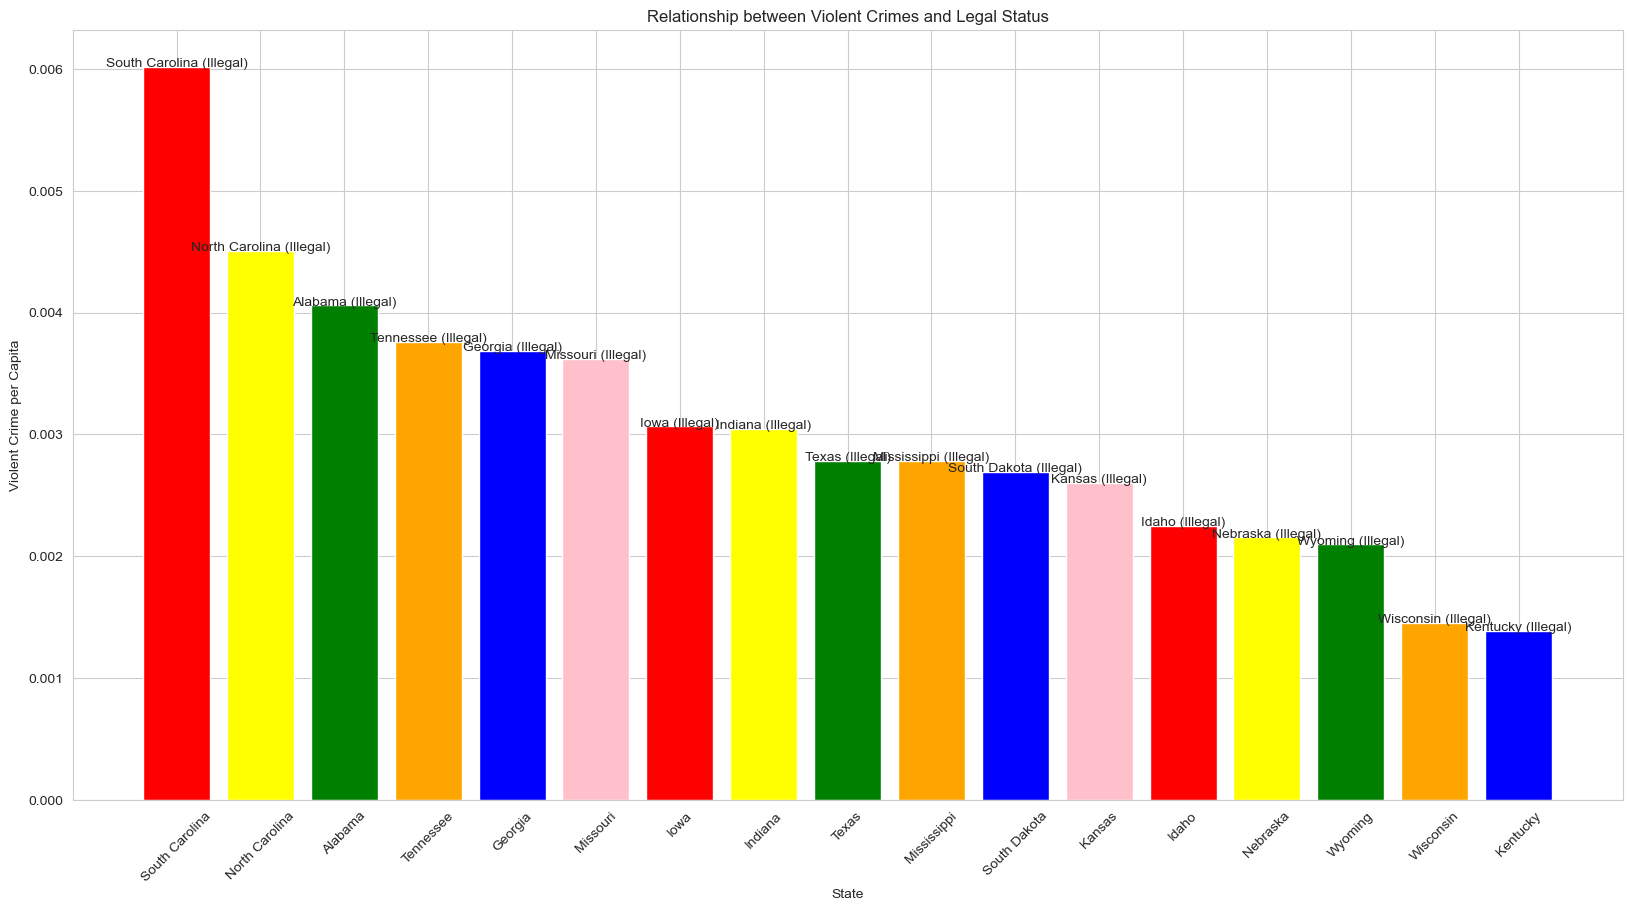 Relationship between Violent Crimes and Legal Status
Violent Crime per Capita
0.006
0.005
0.004
0.003
0.002
0.001
0.000
South Carolina (Illegal)
North Carolina (Illegal)
Alabama (Illegal)
Tennessee (Illegal)
Georgia (Illegal)
Missouri (Illegal)
Iowa (Illegal)
Indiana (Illegal)
Texas (Illegal)
Mississippi (Illegal)
South Dakota (Illegal)
Kansas (Illegal)
Idaho (Illegal)
Nebraska (Illegal)
Wyoming (Illegal)
Wisconsin (Illegal)
Kentucky (Illegal)
South Carolina
North Carolina
Alabama
Tennessee
Georgia
Missouri
Iowa
Indiana
Texas
Mississippi
South Dakota
Kansas
Idaho
Nebraska
Wyoming
Wisconsin
Kentucky
State